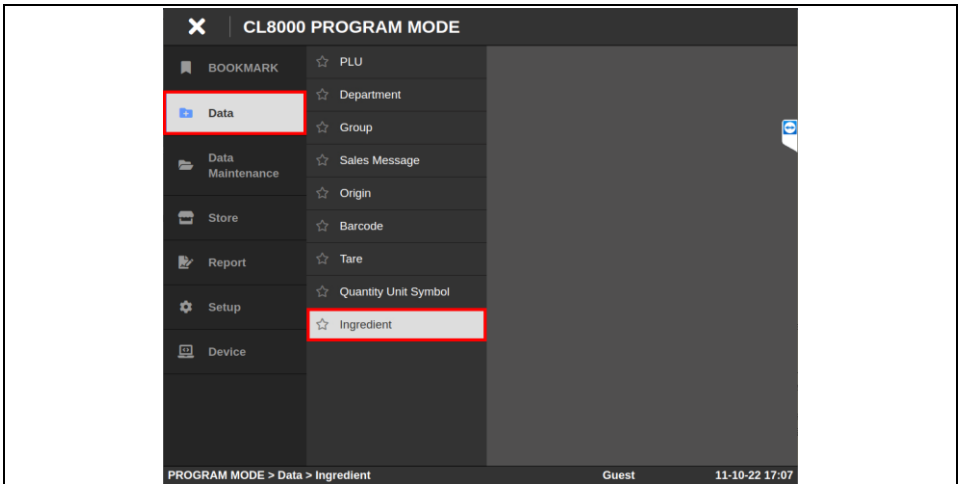 CL8000 PROGRAM MODE
BOOKMARK
Data
Data
Maintenance
Store
Report
Setup
Device
PLU
Department
Group
Sales Message
Origin
Barcode
Tare
Quantity Unit Symbol
Ingredient
PROGRAM MODE > Data > Ingredient
Guest
11-10-22 17:07